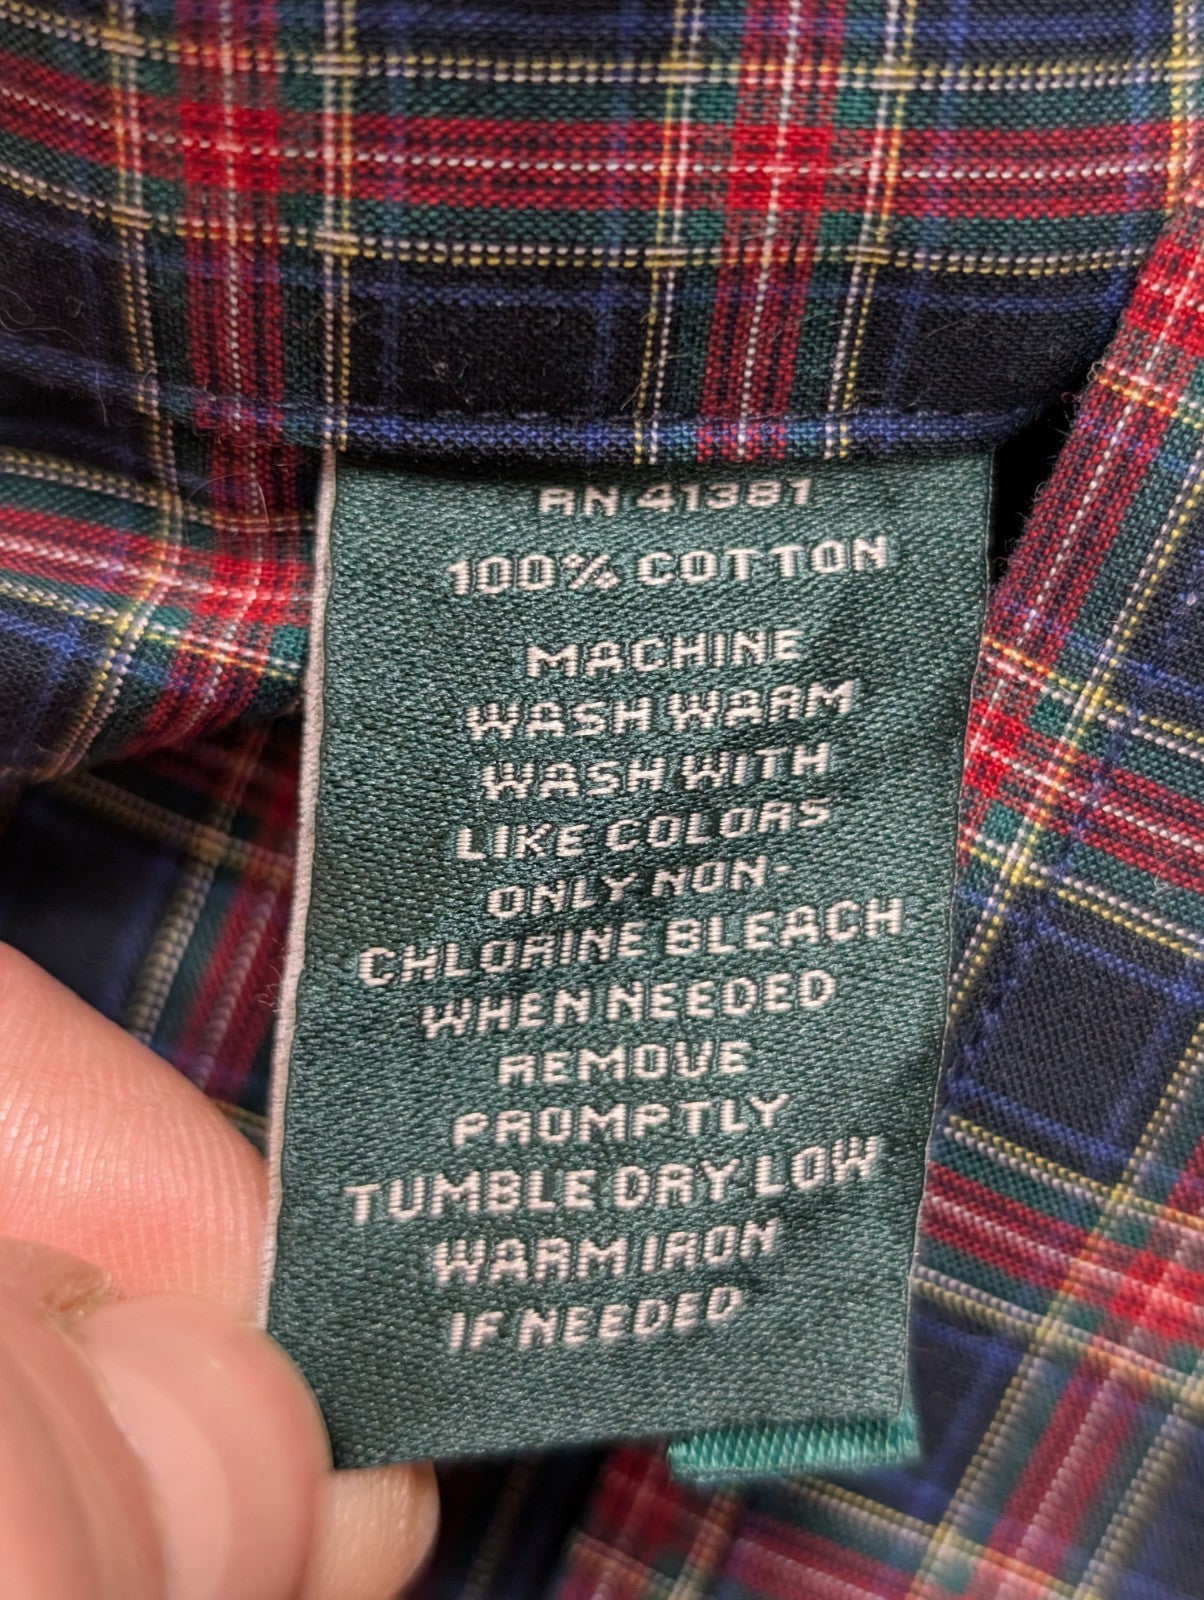 RN 41381
100% COTTON
MACHINE
WASH WARM
WASH WITH
LIKE COLORS
ONLY NON-
CHLORINE BLEACH
WHEN NEEDED
REMOVE
PROMPTLY
TUMBLE DRY LOW
WARM IRON
IF NEEDED